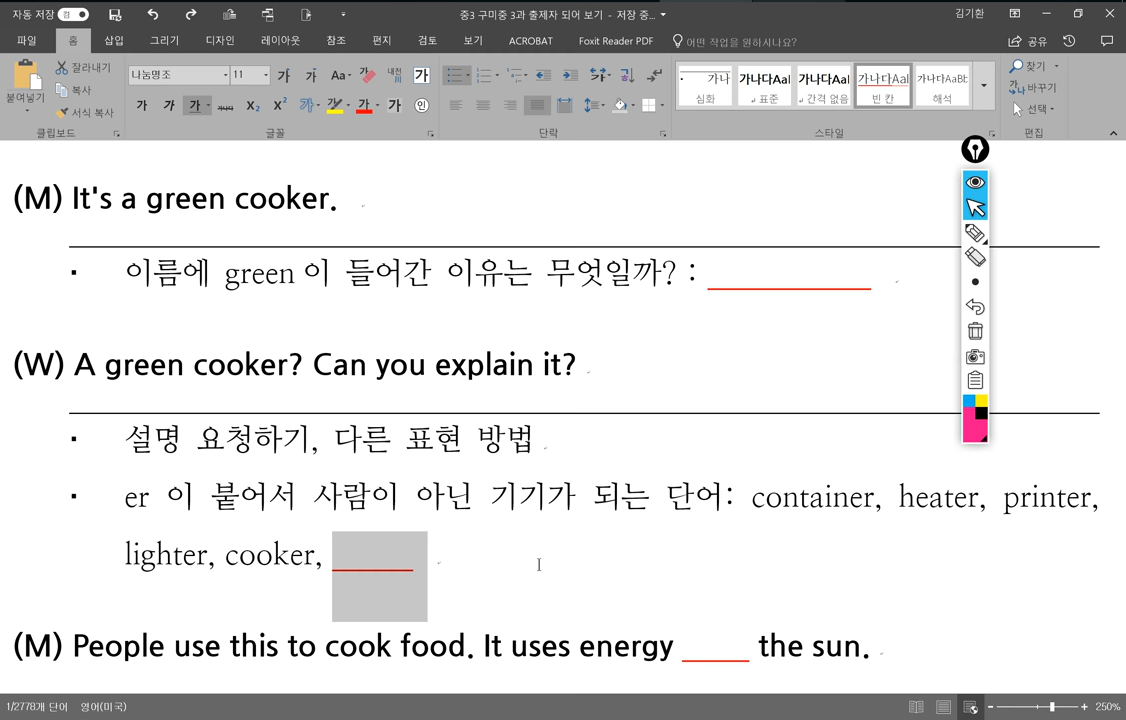 자동 저장 컴
중3 구미중 3과 출제자 되어 보기 - 저장 중...
김기환
파일 홈 삽입 그리기 디자인 레이아웃 참조 편지 검토 보기 ACROBAT Foxit Reader PDF 어떤 작업을 원하시나요? 공유
붙여넣기
잘라내기
복사
서식 복사
클립보드
나눔명조 11
글꼴
단락
가나 심화
가나다AaI 표준
가나다AaI 간격 없음
가나다AaI 빈 칸
가나다AaBt 해석
스타일
찾기
바꾸기
선택
편집
(M) It's a green cooker.
▪ 이름에 green이 들어간 이유는 무엇일까? :
(W) A green cooker? Can you explain it?
▪ 설명 요청하기, 다른 표현 방법
▪ er 이 붙어서 사람이 아닌 기기가 되는 단어: container, heater, printer,
lighter, cooker,
(M) People use this to cook food. It uses energy _____ the sun.
1/2778개 단어 영어(미국) 250%